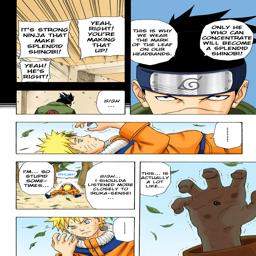 ONLY HE
WHO CAN
CONCENTRATE
WILL BECOME
A SPLENDID
SHINOBI!
THIS IS WHY
WE WEAR
THE MARK
OF THE LEAF
ON OUR
HEADBANDS.
YEAH,
RIGHT!
YOU'RE
MAKING
THAT
UP!
IT'S STRONG
NINJA THAT
MAKE
SPLENDID
SHINOBI!
YEAH!
HE'S
RIGHT!
SIGH
THIS... IS
ACTUALLY
A LOT
LIKE...
SIGH...
I SHOULDA
LISTENED MORE
CLOSELY
TO
IRUKA-SENSEI
...
I'M... SO
STUPID
SOME-
TIMES...